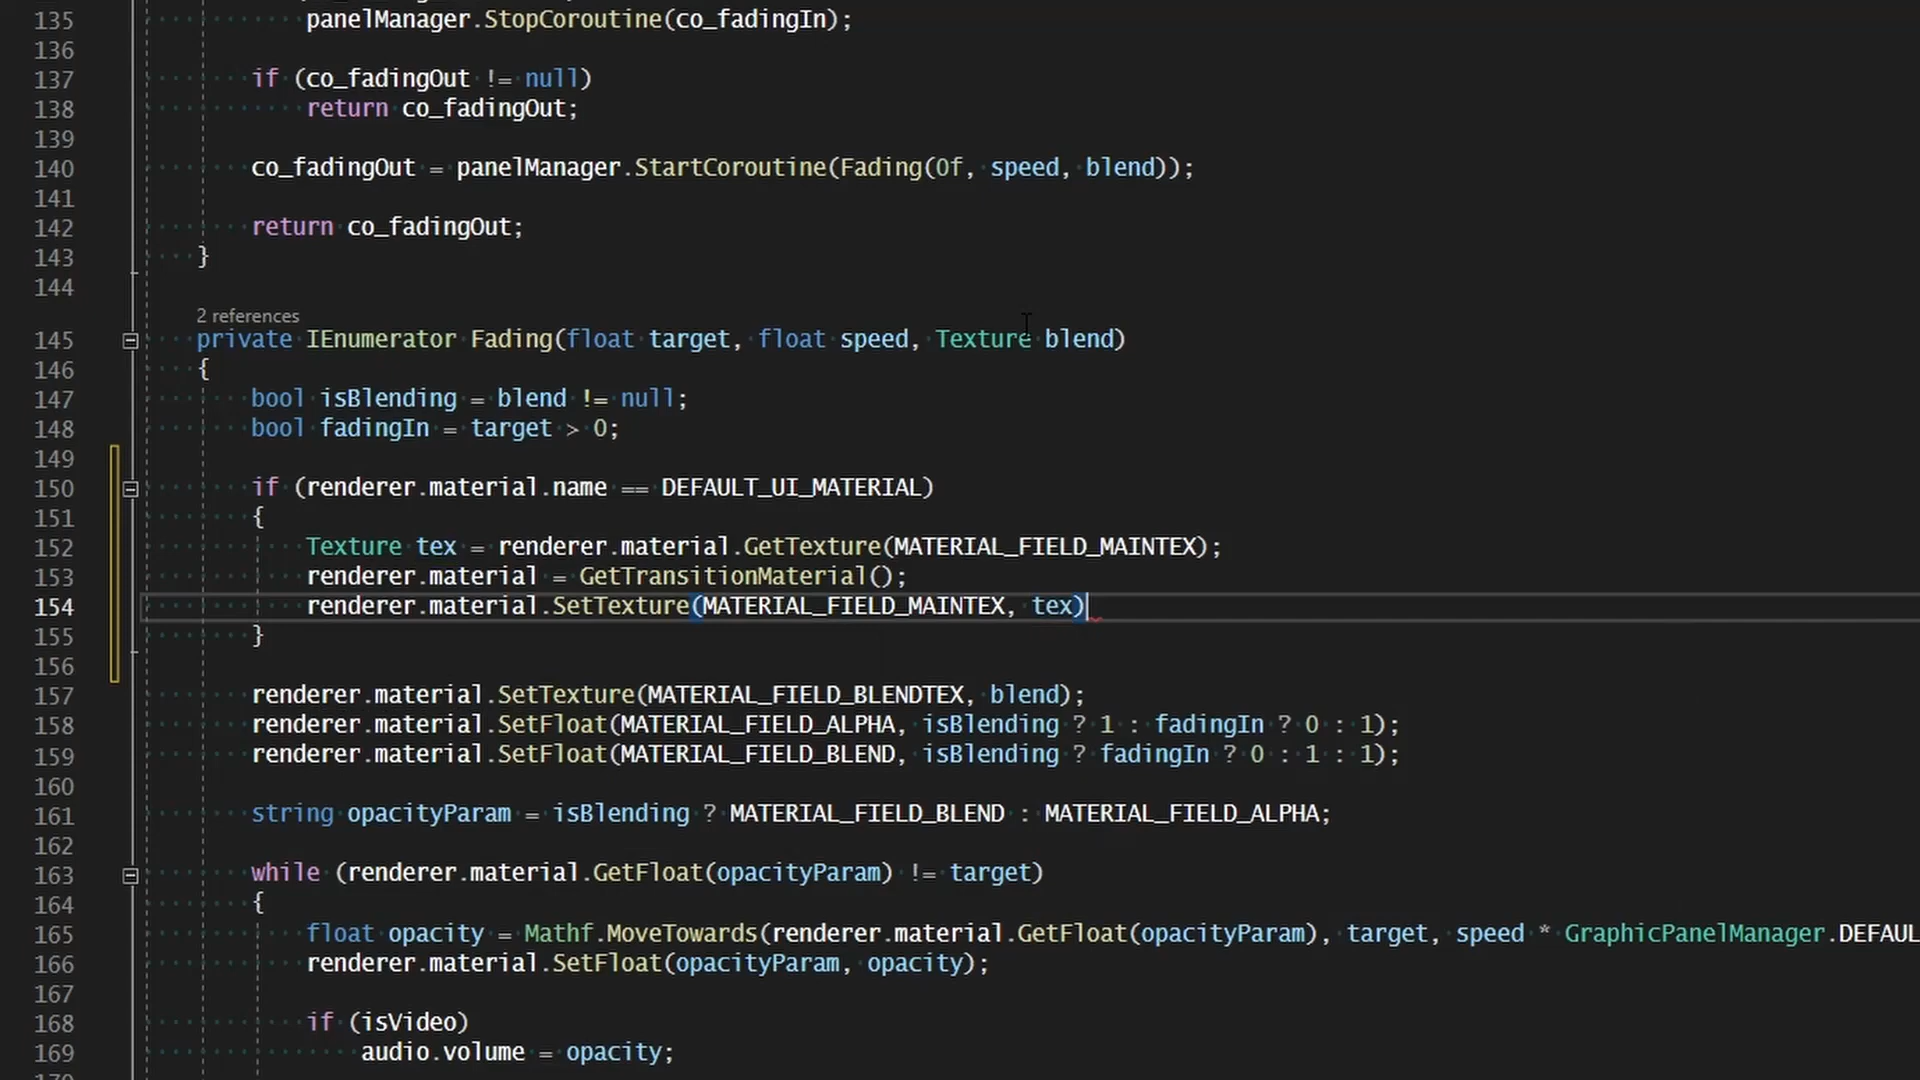 135 panelManager.StopCoroutine(co_fadingIn);
136
137 if (co_fadingOut != null)
138 return co_fadingOut;
139
140 co_fadingOut = panelManager.StartCoroutine(Fading(0f, speed, blend));
141
142 return co_fadingOut;
143 }
144
2 references
145 private IEnumerator Fading(float target, float speed, Texture blend)
146 {
147 bool isBlending = blend != null;
148 bool fadingIn = target > 0;
149
150 if (renderer.material.name == DEFAULT_UI_MATERIAL)
151 {
152 Texture tex = renderer.material.GetTexture(MATERIAL_FIELD_MAINTEX);
153 renderer.material = GetTransitionMaterial();
154 renderer.material.SetTexture(MATERIAL_FIELD_MAINTEX, tex)
155 }
156
157 renderer.material.SetTexture(MATERIAL_FIELD_BLENDTEX, blend);
158 renderer.material.SetFloat(MATERIAL_FIELD_ALPHA, isBlending ? 1 : fadingIn ? 0 : 1);
159 renderer.material.SetFloat(MATERIAL_FIELD_BLEND, isBlending ? fadingIn ? 0 : 1 : 1);
160
161 string opacityParam = isBlending ? MATERIAL_FIELD_BLEND : MATERIAL_FIELD_ALPHA;
162
163 while (renderer.material.GetFloat(opacityParam) != target)
164 {
165 float opacity = Mathf.MoveTowards(renderer.material.GetFloat(opacityParam), target, speed * GraphicPanelManager.DEFAUL
166 renderer.material.SetFloat(opacityParam, opacity);
167
168 if (isVideo)
169 audio.volume = opacity;